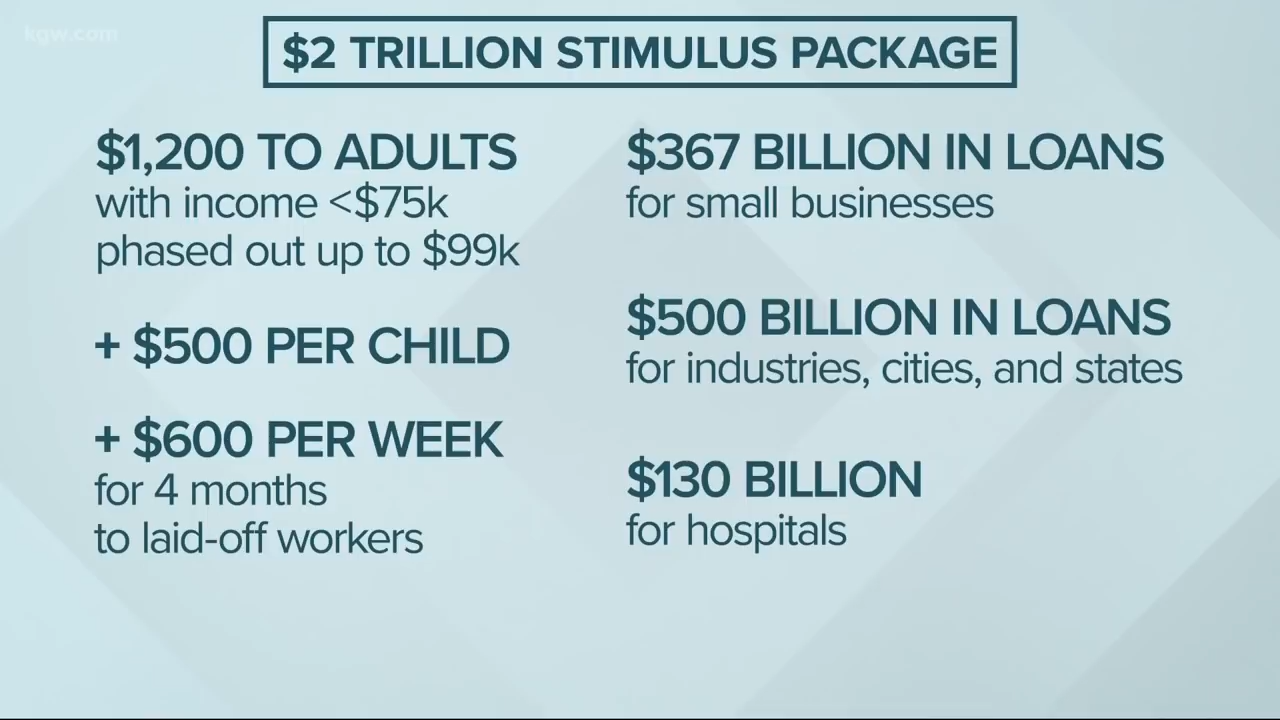 kgw.com
$2 TRILLION STIMULUS PACKAGE
$1,200 TO ADULTS
with income <$75k
phased out up to $99k
+ $500 PER CHILD
+ $600 PER WEEK
for 4 months
to laid-off workers
$367 BILLION IN LOANS
for small businesses
$500 BILLION IN LOANS
for industries, cities, and states
$130 BILLION
for hospitals